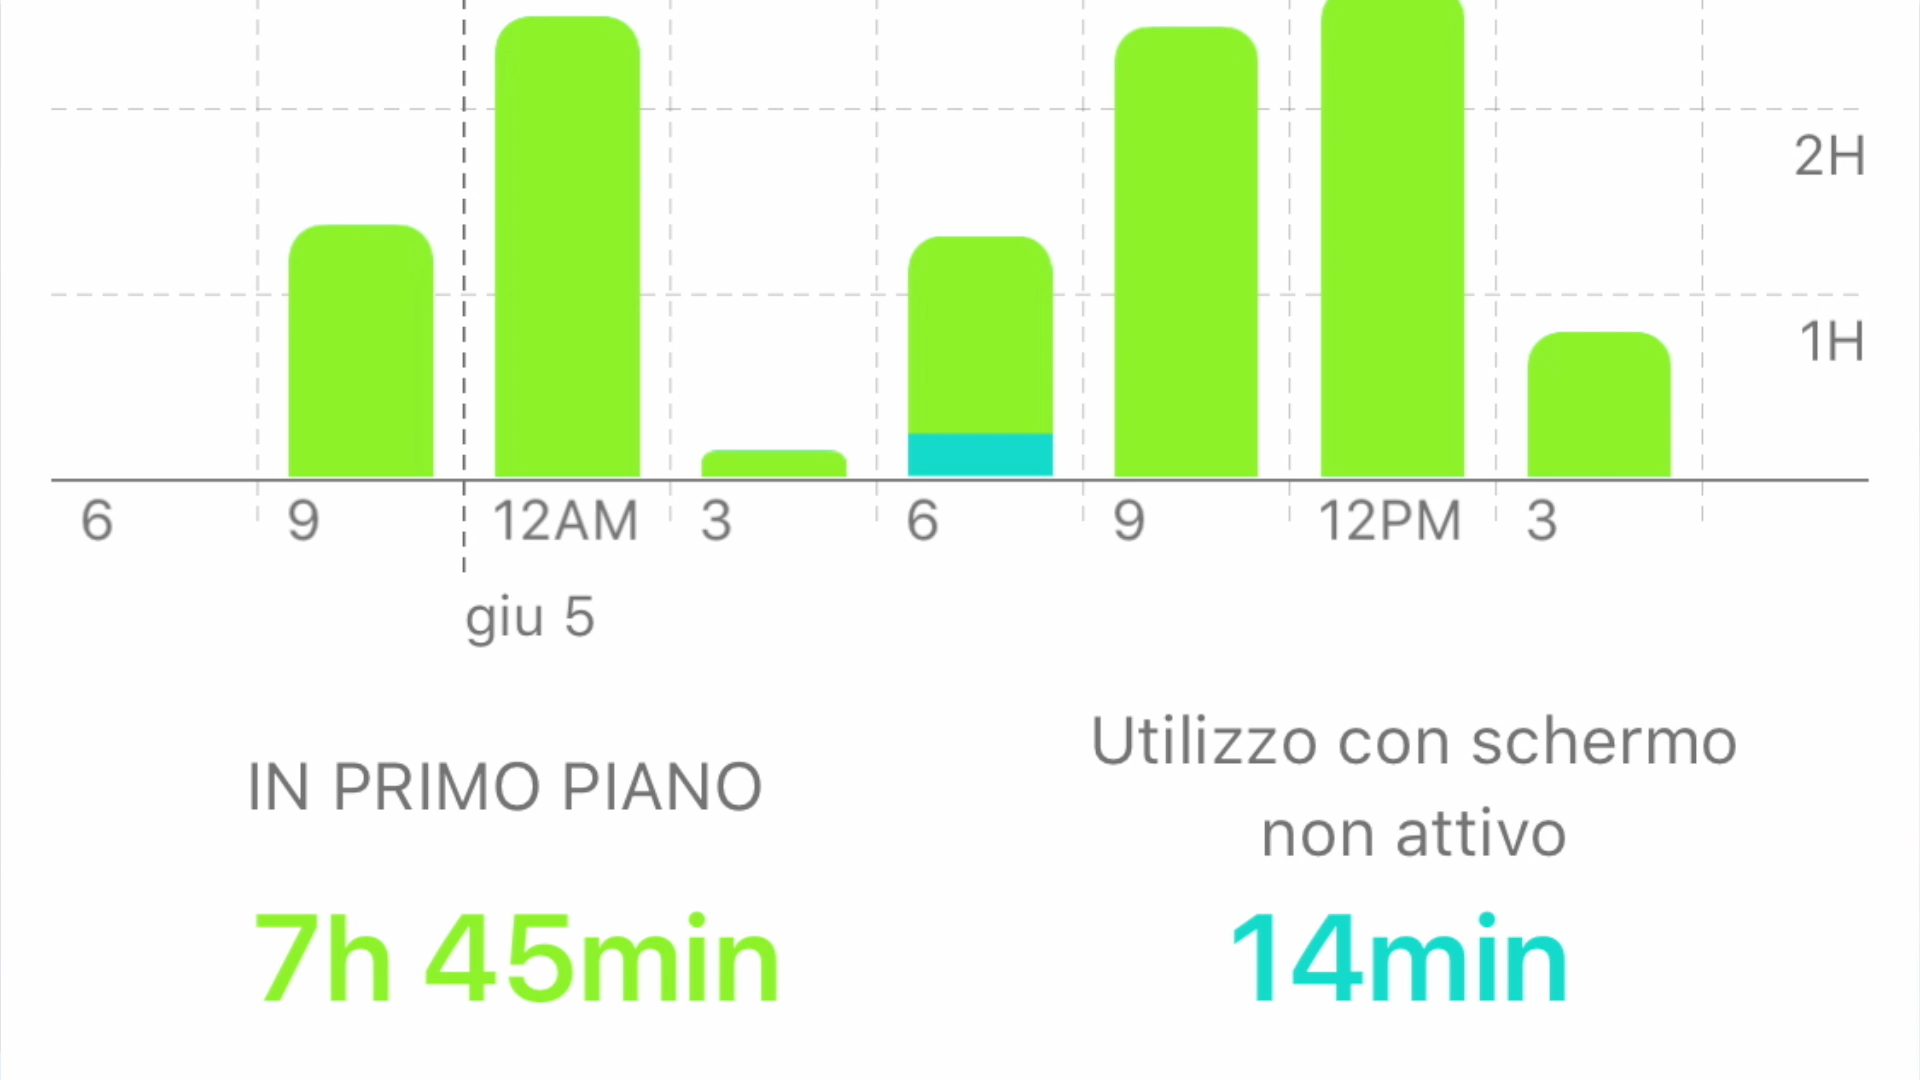 2H
1H
6 9 12AM 3 6 9 12PM 3
giu 5
IN PRIMO PIANO
7h 45min
Utilizzo con schermo
non attivo
14min